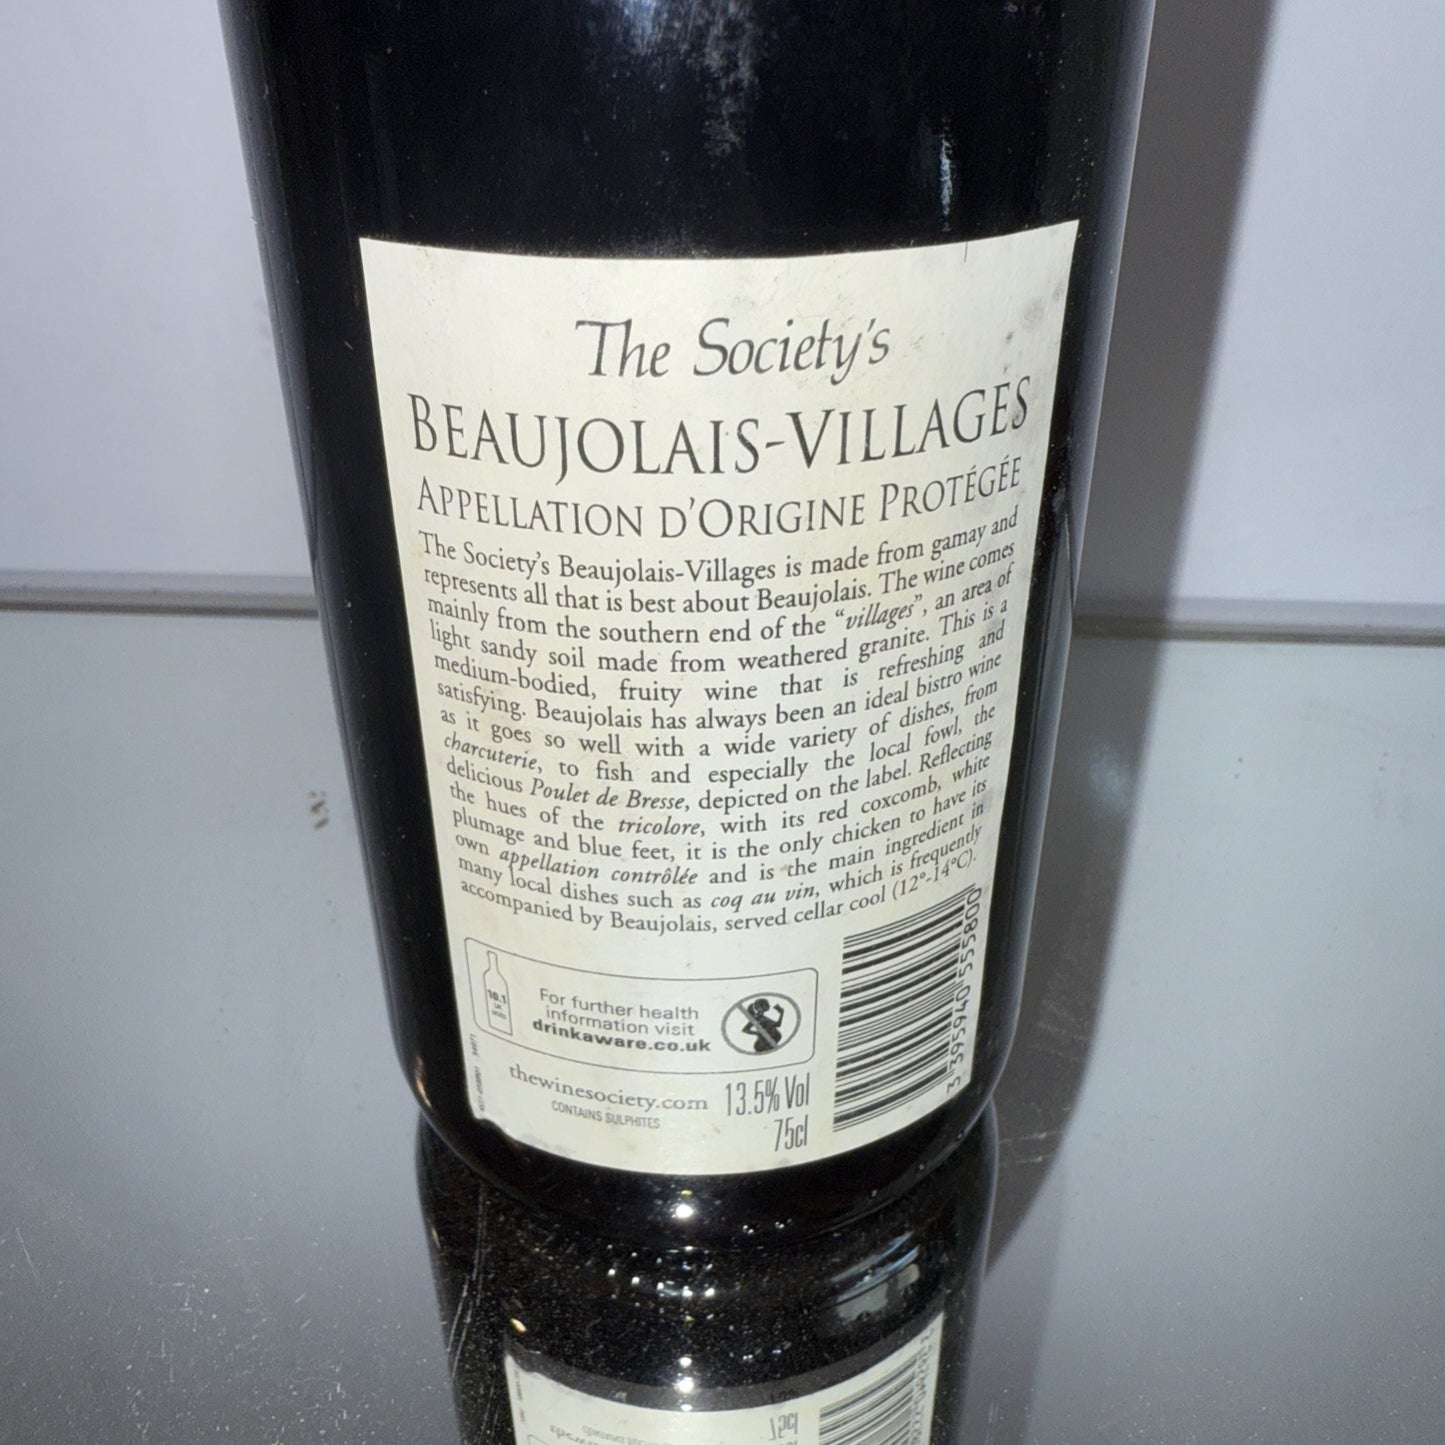 The Society's
BEAUJOLAIS-VILLAGES
APPELLATION D'ORIGINE PROTÉGÉE
The Society's Beaujolais-Villages is made from gamay and
represents all that is best about Beaujolais. The wine comes
mainly from the southern end of the "villages", an area of
light sandy soil made from weathered granite. This is a
medium-bodied, fruity wine that is refreshing and
satisfying. Beaujolais has always been an ideal bistro wine
as it goes so well with a wide variety of dishes, from
charcuterie, to fish and especially the local fowl, the
delicious Poulet de Bresse, depicted on the label. Reflecting
the hues of the tricolore, with its red coxcomb, white
plumage and blue feet, it is the only chicken to have its
own appellation contrôlée and is the main ingredient in
many local dishes such as coq au vin, which is frequently
accompanied by Beaujolais, served cellar cool (12°-14°C).
10.1
For further health
information visit
drinkaware.co.uk
thewinesociety.com
CONTAINS SULPHITES
13.5% Vol
75cl
3 395940 555800